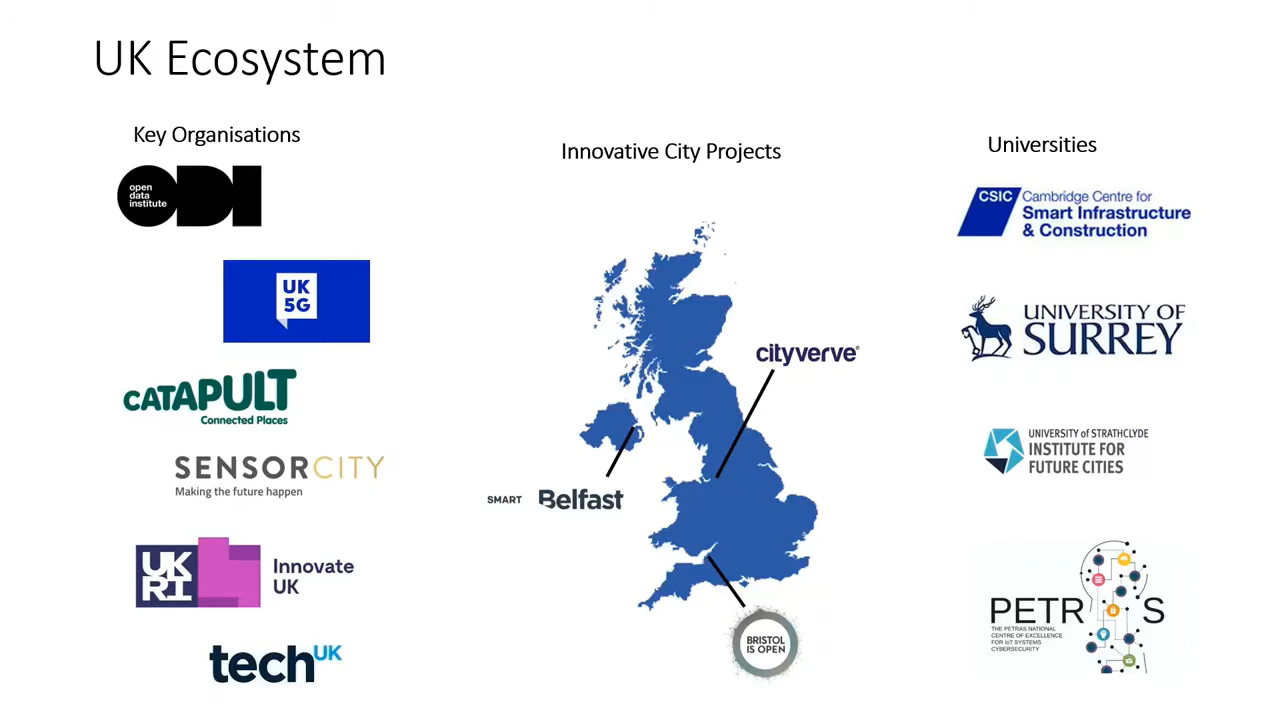 UK Ecosystem
Key Organisations
open
data
institute
ODI
UK
5G
CATAPULT
Connected Places
SENSORCITY
Making the future happen
UK
RI
Innovate
UK
techUK
Innovative City Projects
cityverve®
SMART Belfast
BRISTOL
IS OPEN
Universities
CSIC
Cambridge Centre for
Smart Infrastructure
& Construction
UNIVERSITY OF
SURREY
UNIVERSITY of STRATHCLYDE
INSTITUTE FOR
FUTURE CITIES
PETR S
THE PETRAS NATIONAL
CENTRE OF EXCELLENCE
FOR IoT SYSTEMS
CYBERSECURITY